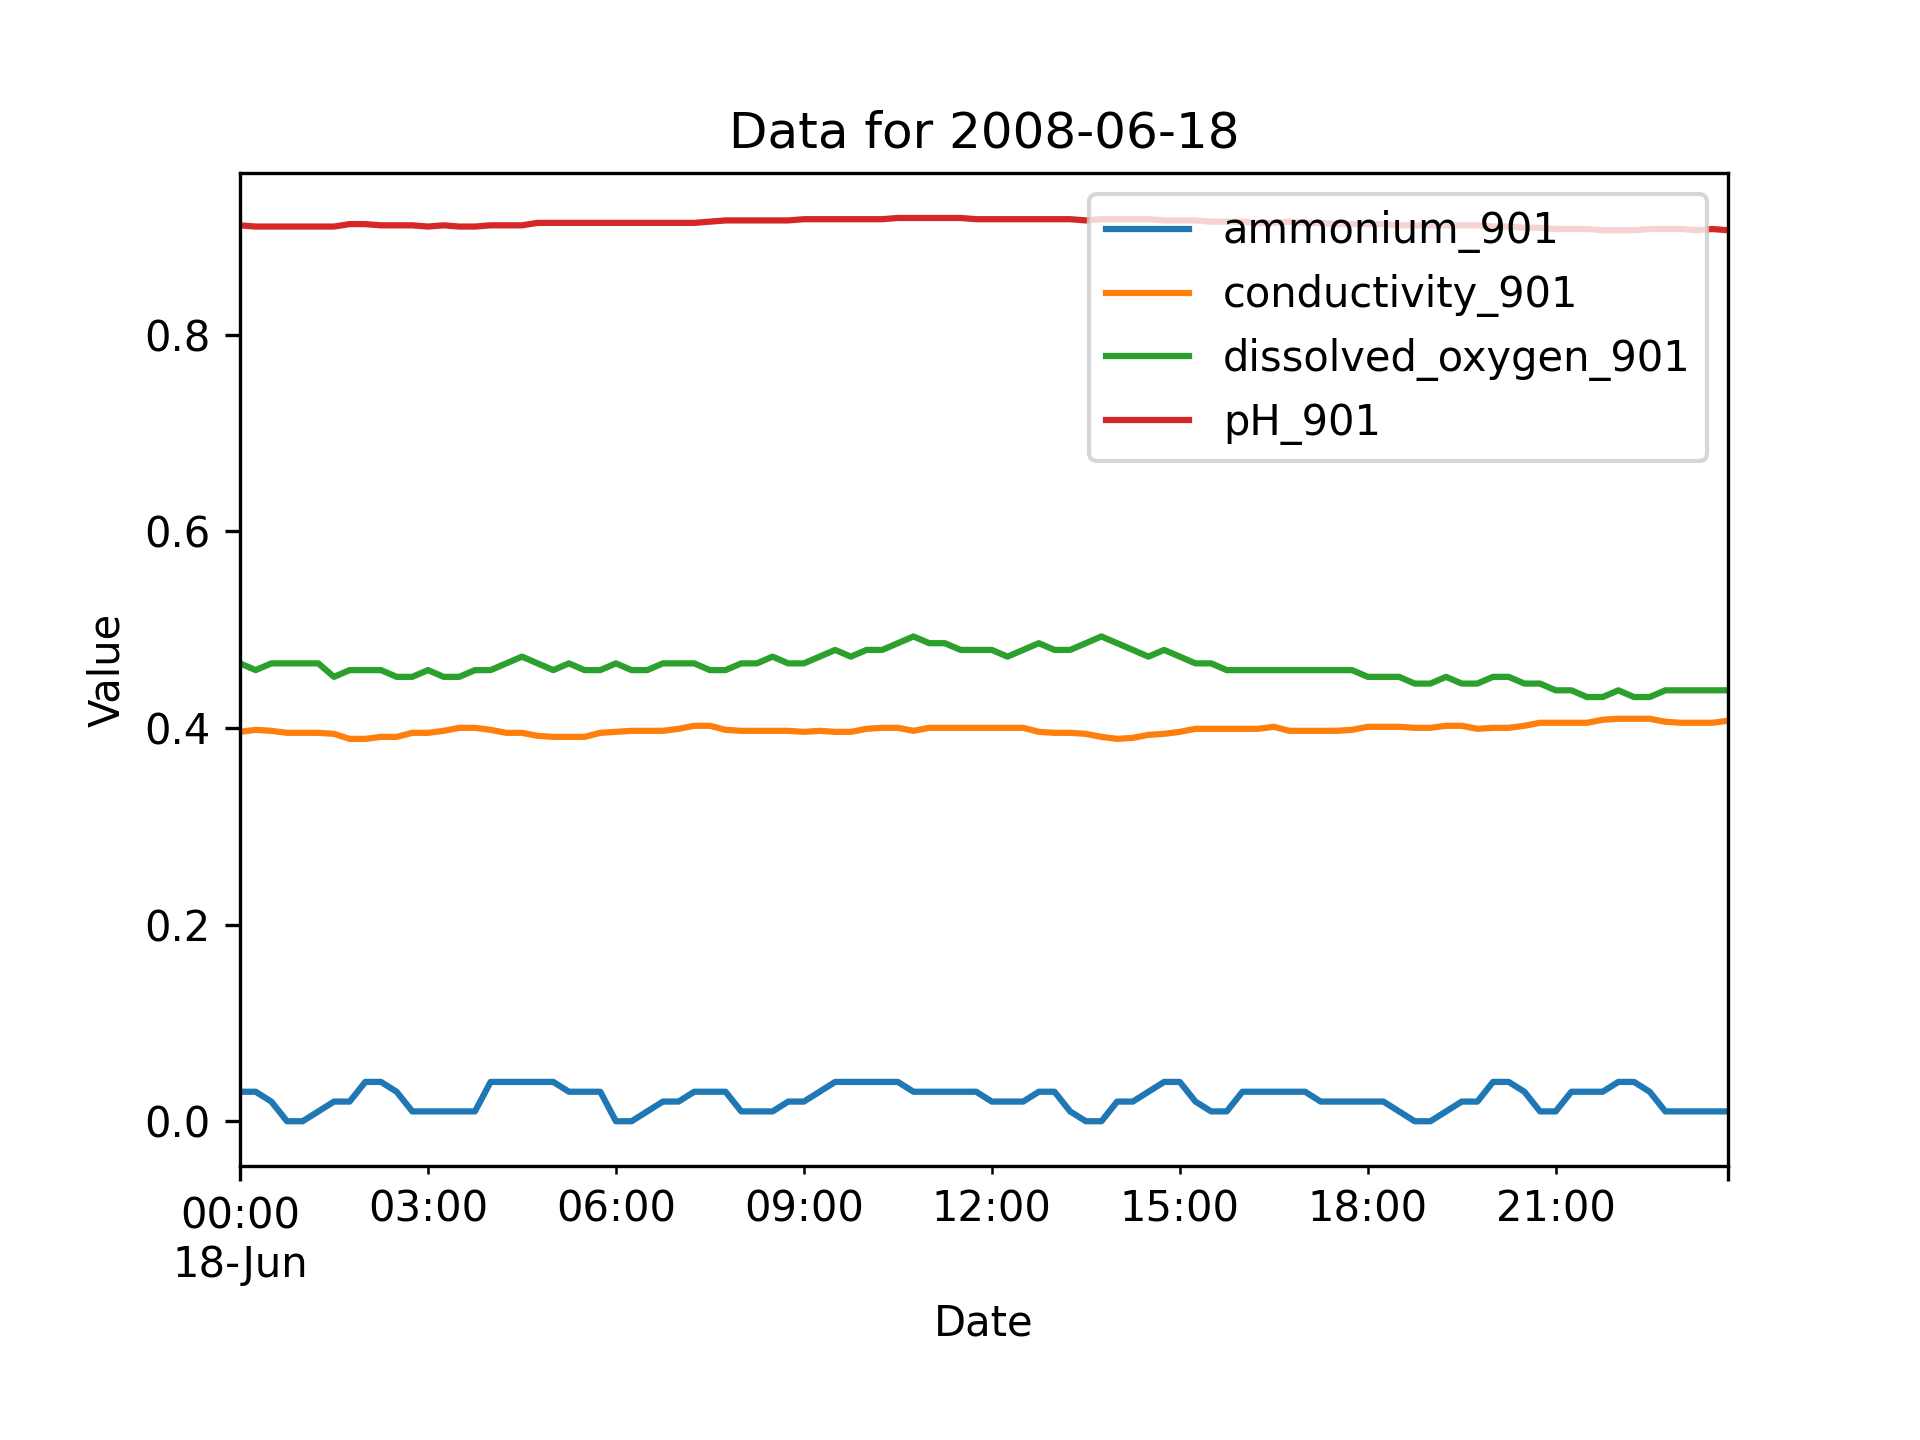 Data for 2008-06-18
ammonium_901
conductivity_901
dissolved_oxygen_901
pH_901
Value
0.8
0.6
0.4
0.2
0.0
00:00 03:00 06:00 09:00 12:00 15:00 18:00 21:00
18-Jun
Date